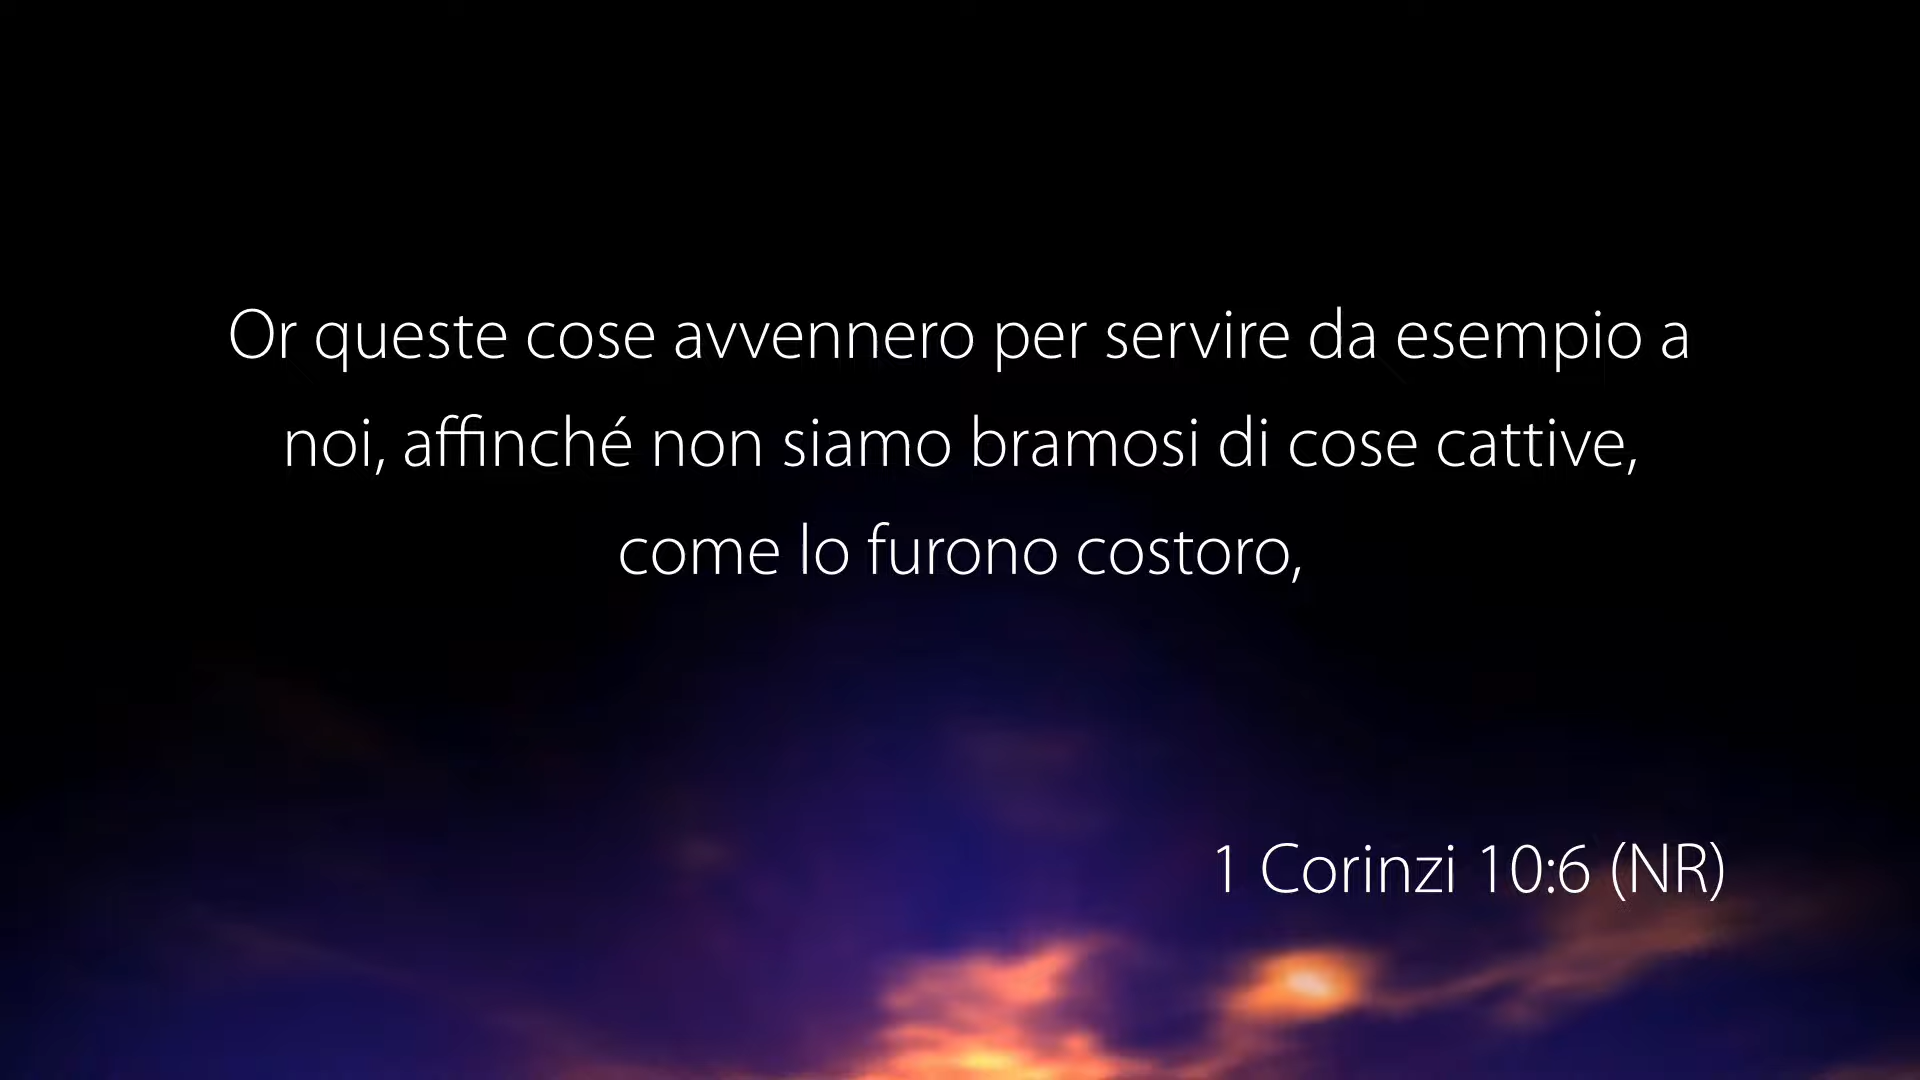 Or queste cose avvennero per servire da esempio a
noi, affinché non siamo bramosi di cose cattive,
come lo furono costoro,
1 Corinzi 10:6 (NR)